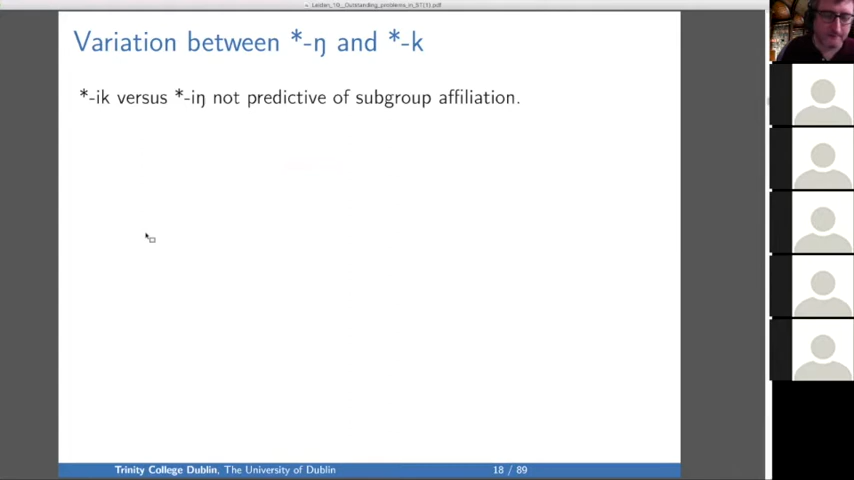 Leiden_10__Outstanding_problems_in_ST(1).pdf
Variation between *-ŋ and *-k
*-ik versus *-iŋ not predictive of subgroup affiliation.
Trinity College Dublin, The University of Dublin 18 / 89